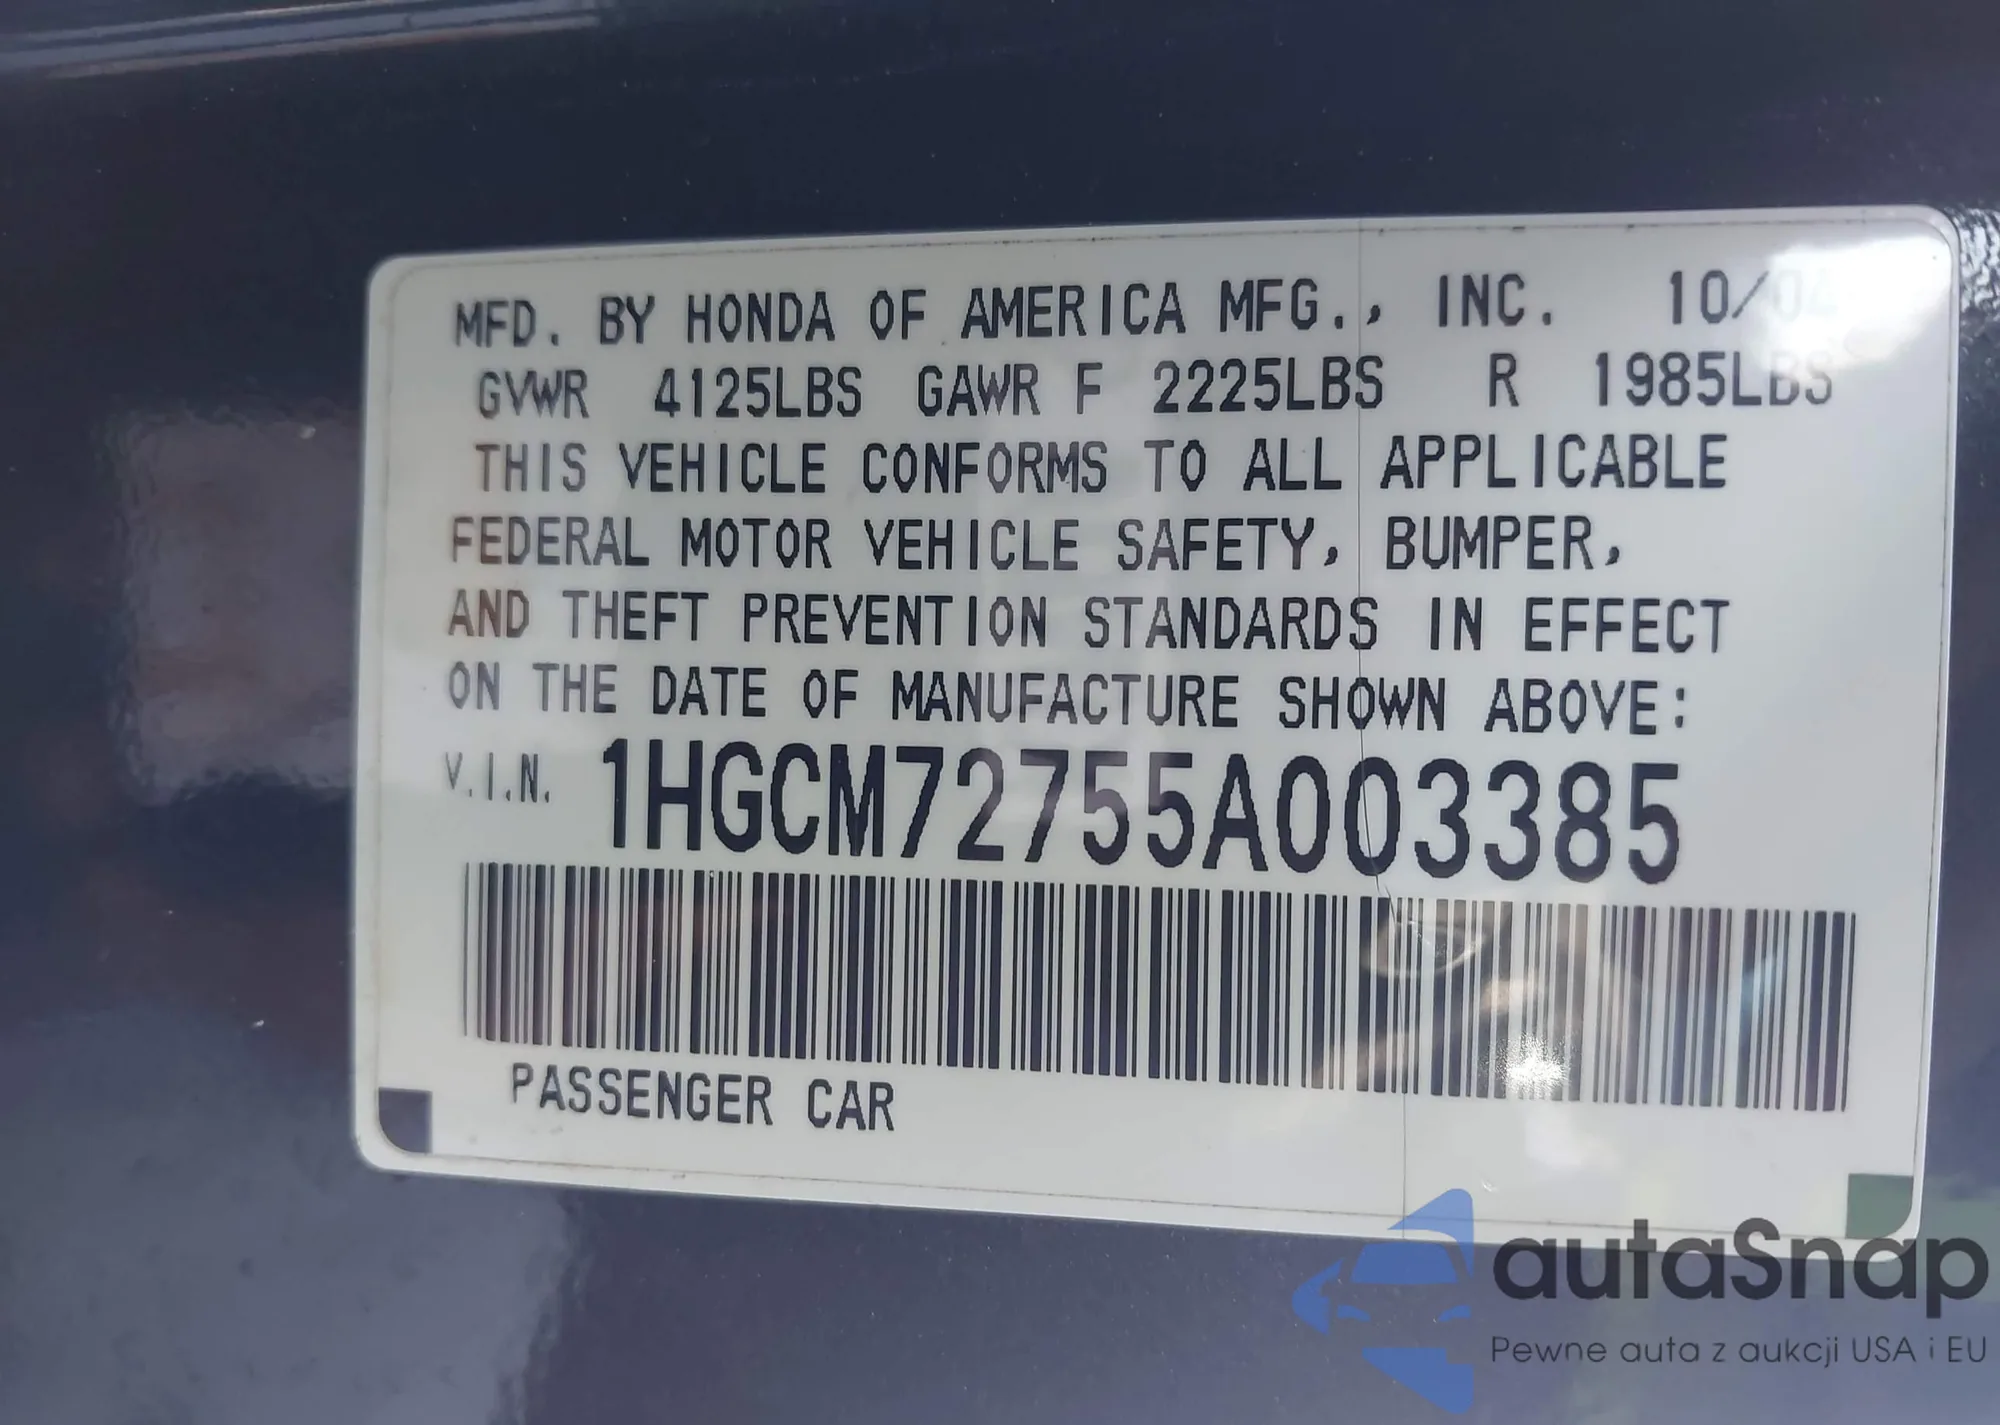 MFD. BY HONDA OF AMERICA MFG., INC. 10/04
GVWR 4125LBS GAWR F 2225LBS R 1985LBS
THIS VEHICLE CONFORMS TO ALL APPLICABLE
FEDERAL MOTOR VEHICLE SAFETY, BUMPER,
AND THEFT PREVENTION STANDARDS IN EFFECT
ON THE DATE OF MANUFACTURE SHOWN ABOVE:
V.I.N. 1HGCM72755A003385
PASSENGER CAR
autaSnap
Pewne auta z aukcji USA i EU